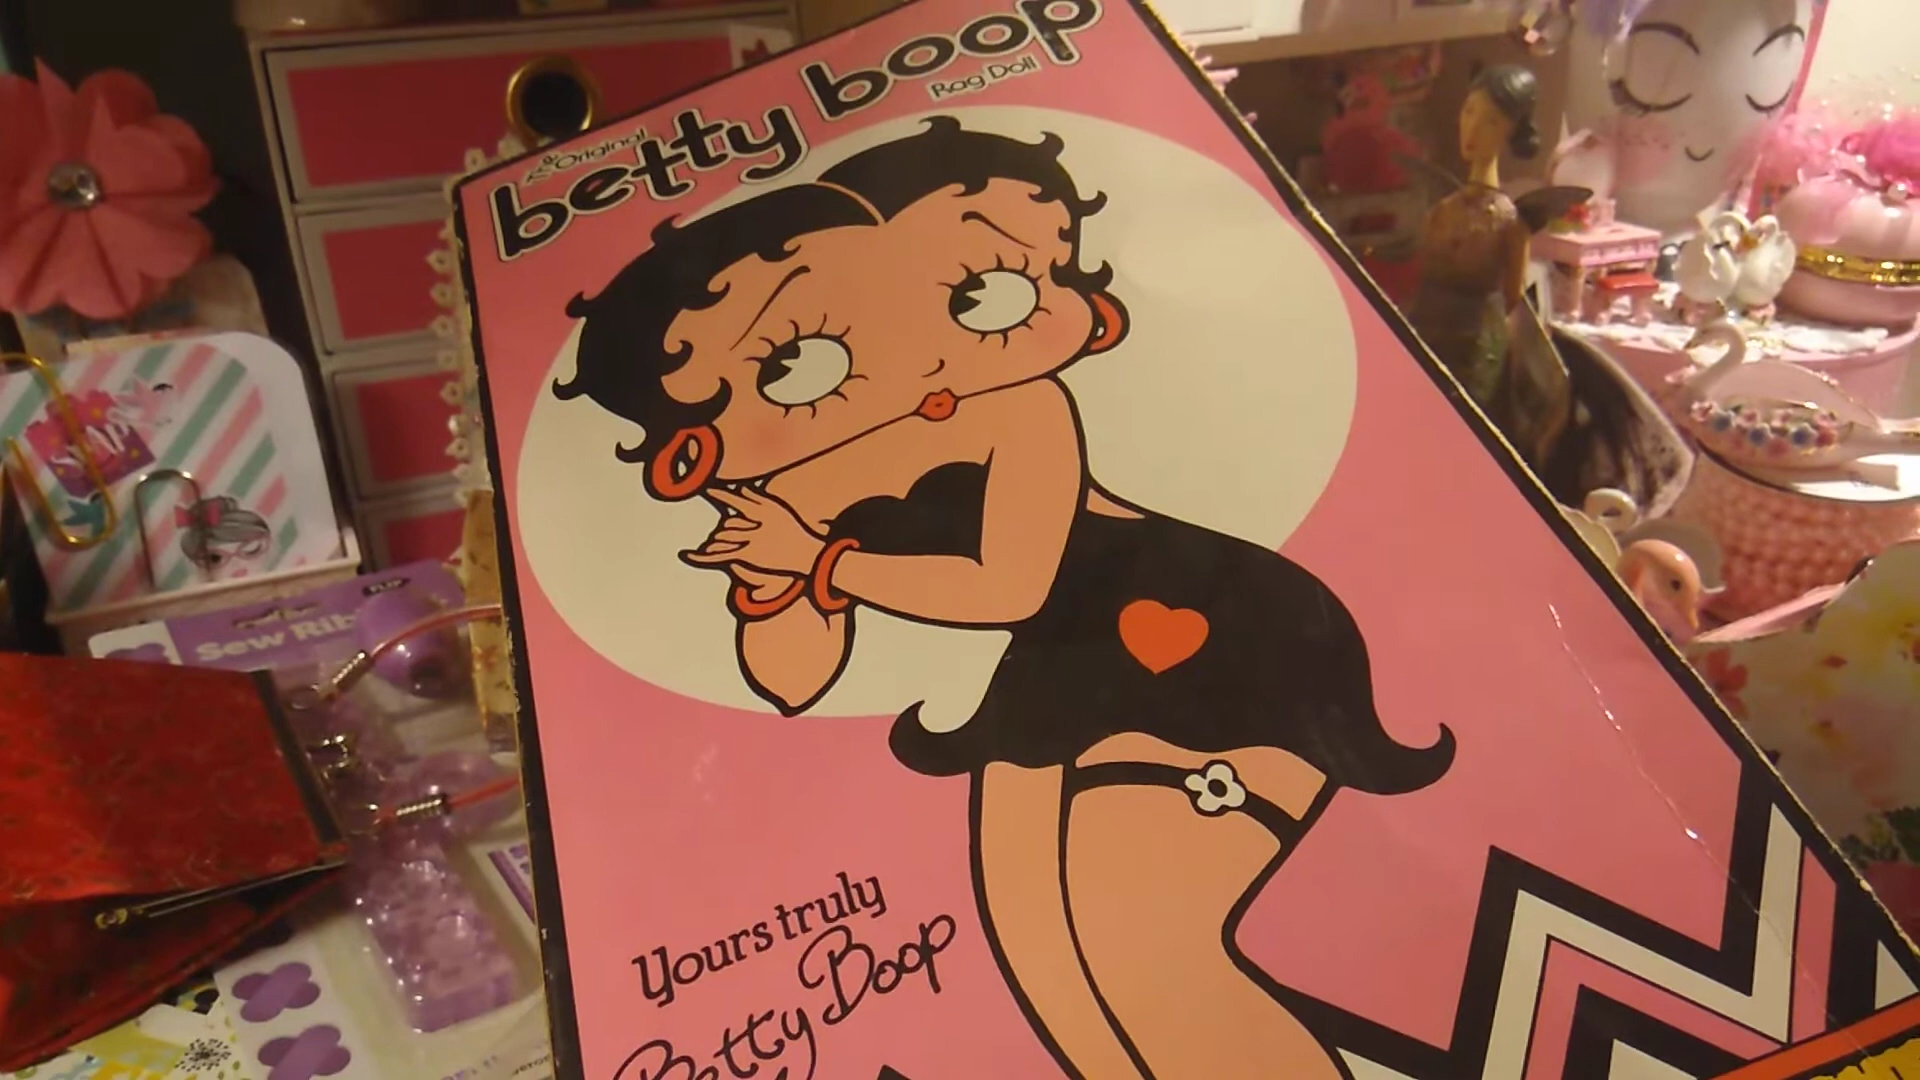 Original
betty boop
Rag Doll
Yours truly
Betty Boop
Sew Rib